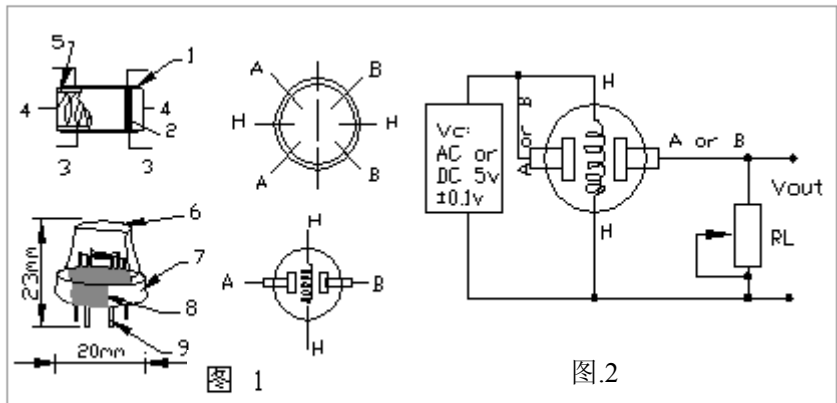 5
1
4
4
2
3
3
A
B
H
H
A
B
6
7
8
9
23mm
20mm
H
A
B
H
图 1
H
Vc:
AC or
DC 5v
±0.1v
A or B
A or B
H
Vout
RL
图.2